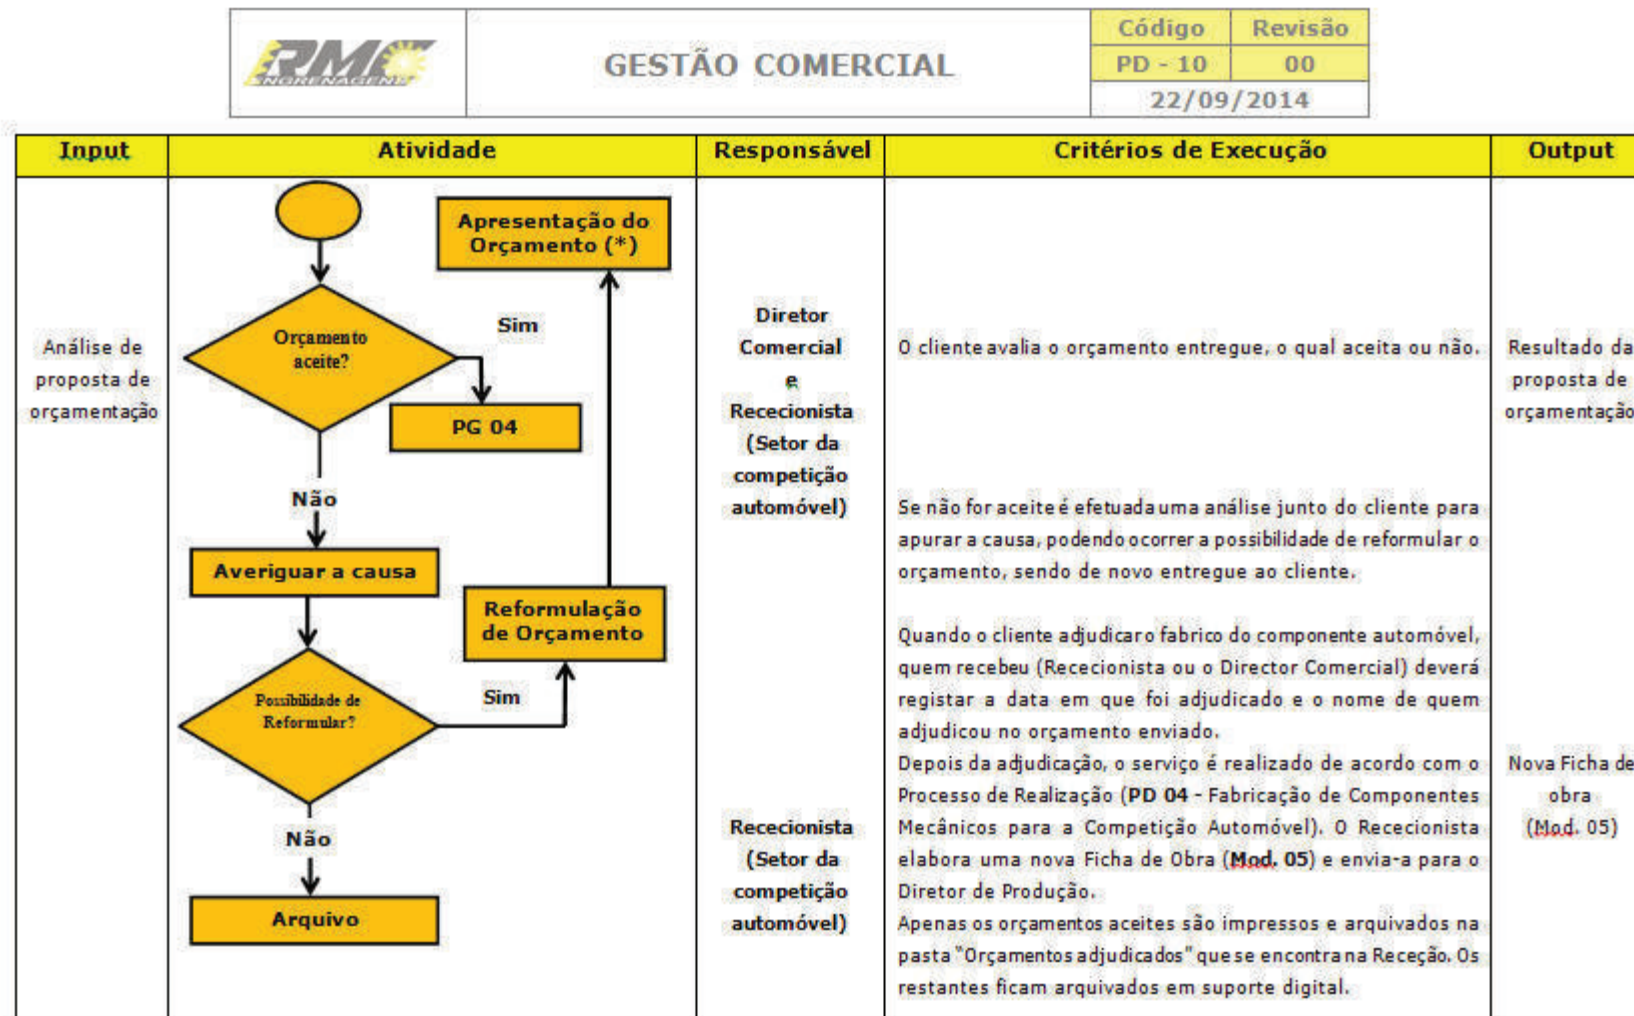 RMC
ENGRENAGENS
GESTÃO COMERCIAL
Código Revisão
PD - 10 00
22/09/2014
Input Atividade Responsável Critérios de Execução Output
Análise de
proposta de
orçamentação
Apresentação do
Orçamento (*)
Orçamento
aceite?
Sim
PG 04
Não
Averiguar a causa
Reformulação
de Orçamento
Possibilidade de
Reformular?
Sim
Não
Arquivo
Diretor
Comercial
e
Rececionista
(Setor da
competição
automóvel)
Rececionista
(Setor da
competição
automóvel)
O cliente avalia o orçamento entregue, o qual aceita ou não.
Se não for aceite é efetuada uma análise junto do cliente para
apurar a causa, podendo ocorrer a possibilidade de reformular o
orçamento, sendo de novo entregue ao cliente.
Quando o cliente adjudicar o fabrico do componente automóvel,
quem recebeu (Rececionista ou o Director Comercial) deverá
registar a data em que foi adjudicado e o nome de quem
adjudicou no orçamento enviado.
Depois da adjudicação, o serviço é realizado de acordo com o
Processo de Realização (PD 04 - Fabricação de Componentes
Mecânicos para a Competição Automóvel). O Rececionista
elabora uma nova Ficha de Obra (Mod. 05) e envia-a para o
Diretor de Produção.
Apenas os orçamentos aceites são impressos e arquivados na
pasta "Orçamentos adjudicados" que se encontra na Receção. Os
restantes ficam arquivados em suporte digital.
Resultado da
proposta de
orçamentação
Nova Ficha de
obra
(Mod. 05)